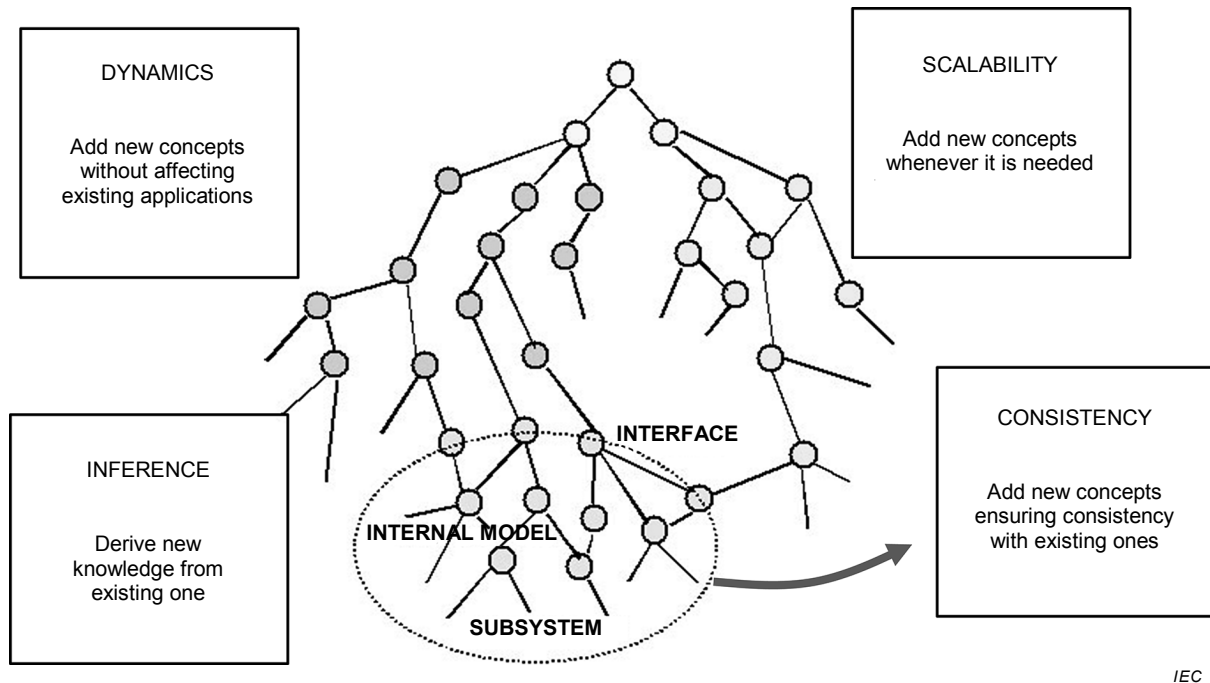 DYNAMICS
Add new concepts
without affecting
existing applications
SCALABILITY
Add new concepts
whenever it is needed
INFERENCE
Derive new
knowledge from
existing one
INTERFACE
INTERNAL MODEL
SUBSYSTEM
CONSISTENCY
Add new concepts
ensuring consistency
with existing ones
IEC